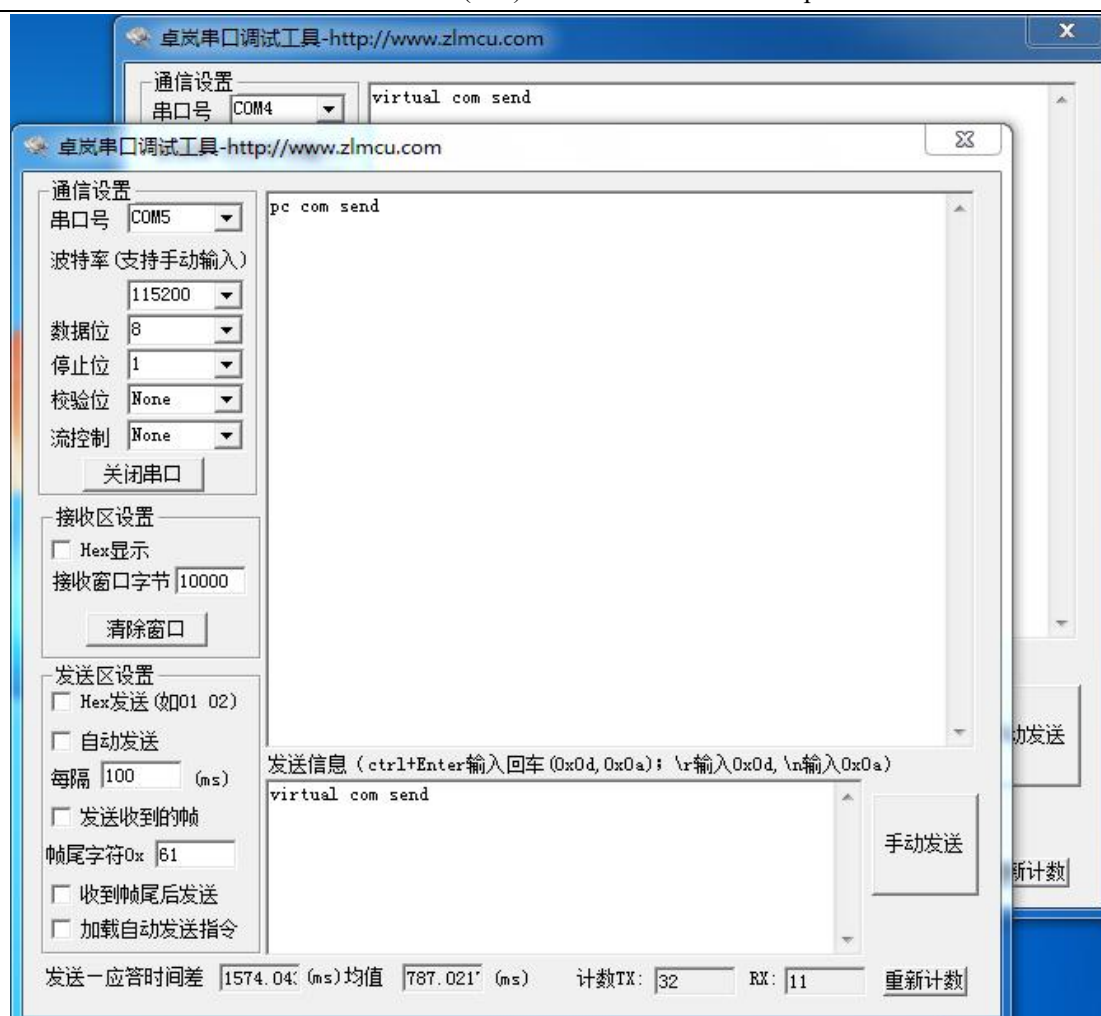 卓岚串口调试工具-http://www.zlmcu.com
通信设置
串口号 COM4
virtual com send
卓岚串口调试工具-http://www.zlmcu.com
通信设置
串口号 COM5
pc com send
波特率(支持手动输入)
115200
数据位 8
停止位 1
校验位 None
流控制 None
关闭串口
接收区设置
Hex显示
接收窗口字节 10000
清除窗口
发送区设置
Hex发送(如01 02)
自动发送
每隔 100 (ms)
发送收到的帧
帧尾字符0x 61
收到帧尾后发送
加载自动发送指令
发送信息(ctrl+Enter输入回车(0x0d,0x0a); \r输入0x0d,\n输入0x0a)
virtual com send
手动发送
动发送
新计数
发送—应答时间差 1574.04 (ms)均值 787.021 (ms) 计数TX: 32 RX: 11 重新计数